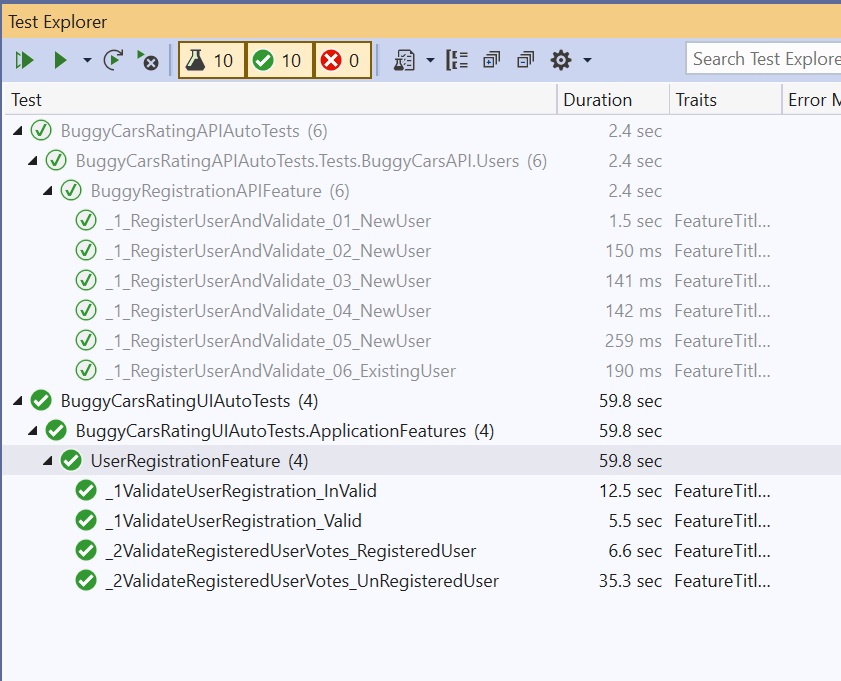 Test Explorer
10 10 0 Search Test Explore
Test Duration Traits Error M
BuggyCarsRatingAPIAutoTests (6) 2.4 sec
BuggyCarsRatingAPIAutoTests.Tests.BuggyCarsAPI.Users (6) 2.4 sec
BuggyRegistrationAPIFeature (6) 2.4 sec
_1_RegisterUserAndValidate_01_NewUser 1.5 sec FeatureTitl...
_1_RegisterUserAndValidate_02_NewUser 150 ms FeatureTitl...
_1_RegisterUserAndValidate_03_NewUser 141 ms FeatureTitl...
_1_RegisterUserAndValidate_04_NewUser 142 ms FeatureTitl...
_1_RegisterUserAndValidate_05_NewUser 259 ms FeatureTitl...
_1_RegisterUserAndValidate_06_ExistingUser 190 ms FeatureTitl...
BuggyCarsRatingUIAutoTests (4) 59.8 sec
BuggyCarsRatingUIAutoTests.ApplicationFeatures (4) 59.8 sec
UserRegistrationFeature (4) 59.8 sec
_1ValidateUserRegistration_InValid 12.5 sec FeatureTitl...
_1ValidateUserRegistration_Valid 5.5 sec FeatureTitl...
_2ValidateRegisteredUserVotes_RegisteredUser 6.6 sec FeatureTitl...
_2ValidateRegisteredUserVotes_UnRegisteredUser 35.3 sec FeatureTitl...